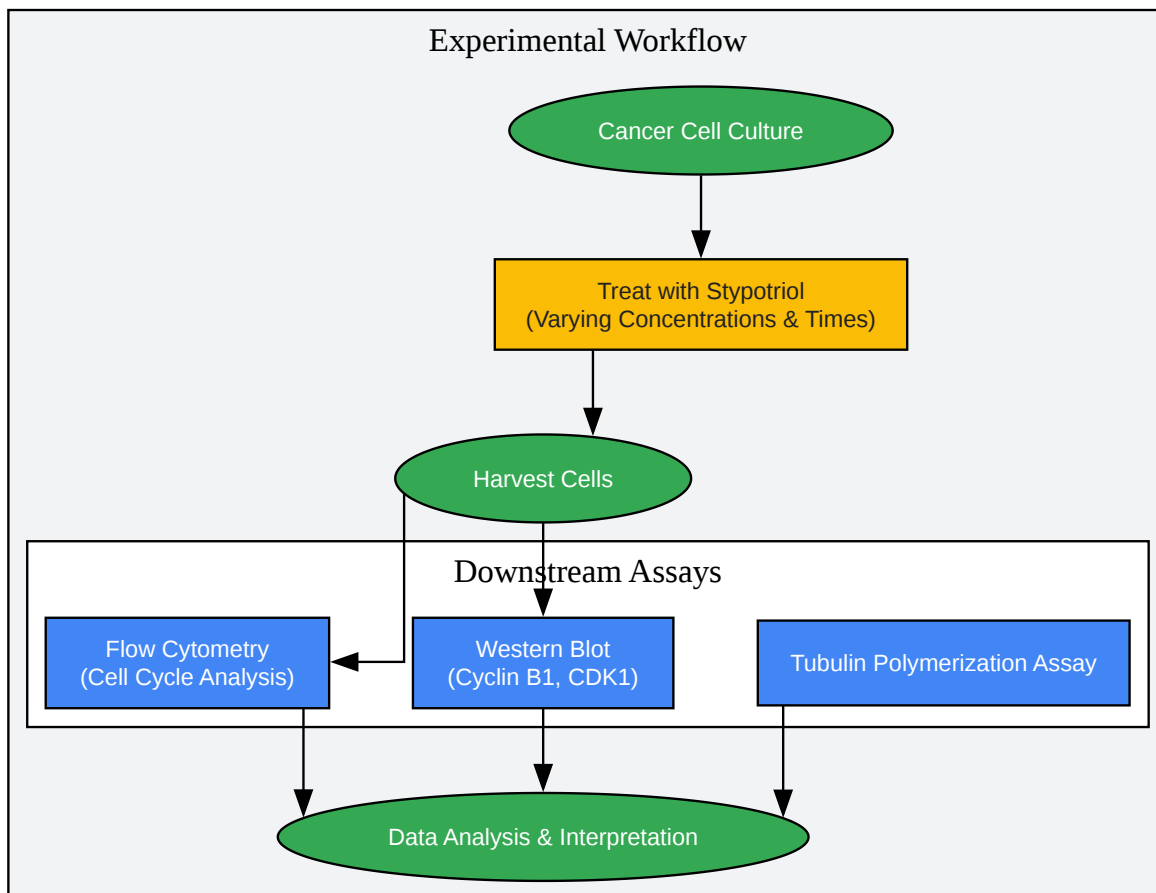 Experimental Workflow
Cancer Cell Culture
Treat with Stypotriol
(Varying Concentrations & Times)
Harvest Cells
Downstream Assays
Flow Cytometry
(Cell Cycle Analysis)
Western Blot
(Cyclin B1, CDK1)
Tubulin Polymerization Assay
Data Analysis & Interpretation